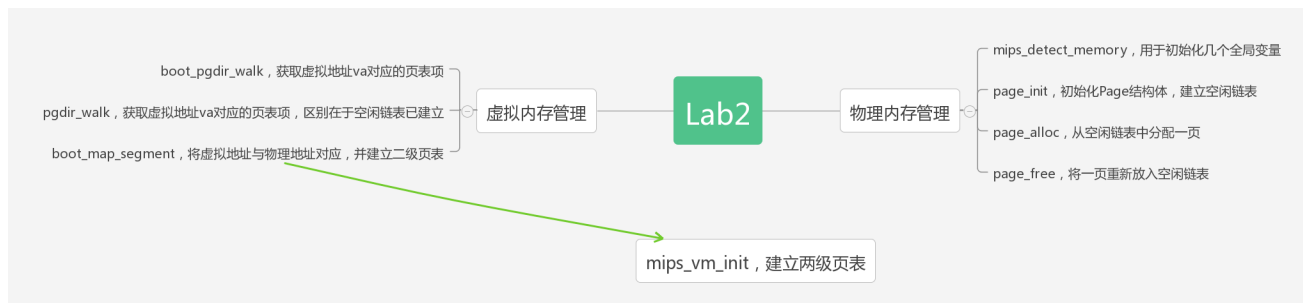 Lab2
虚拟内存管理
boot_pgdir_walk，获取虚拟地址va对应的页表项
pgdir_walk，获取虚拟地址va对应的页表项，区别在于空闲链表已建立
boot_map_segment，将虚拟地址与物理地址对应，并建立二级页表
物理内存管理
mips_detect_memory，用于初始化几个全局变量
page_init，初始化Page结构体，建立空闲链表
page_alloc，从空闲链表中分配一页
page_free，将一页重新放入空闲链表
mips_vm_init，建立两级页表